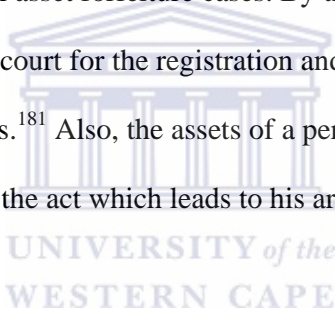 asset forfeiture cases. By
court for the registration and
s.181 Also, the assets of a per
the act which leads to his ar
UNIVERSITY of the
WESTERN CAPE